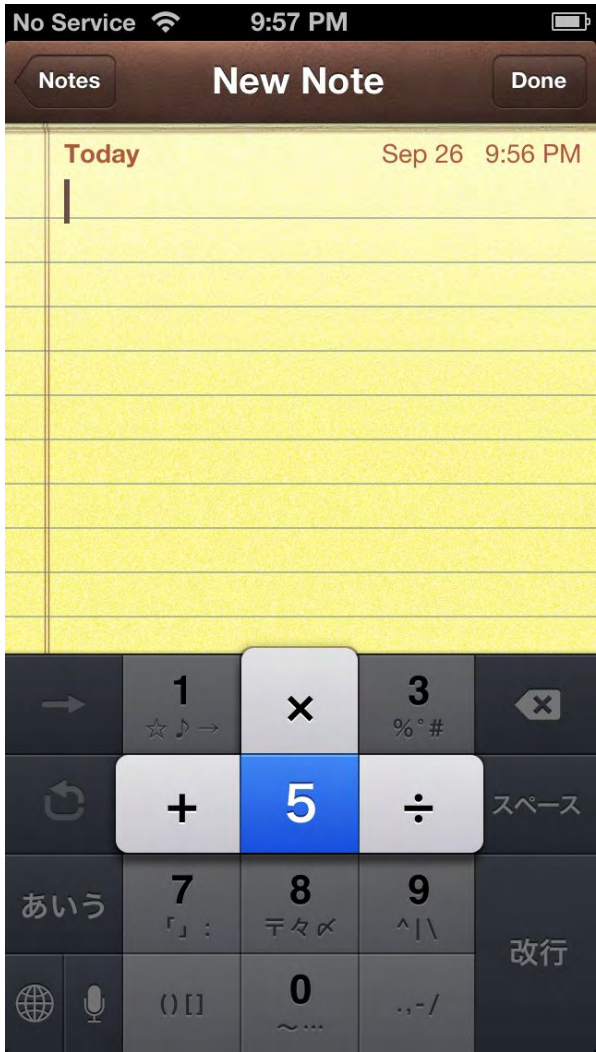 No Service 9:57 PM
Notes New Note Done
Today Sep 26 9:56 PM
→ 1 × 3
☆♪→ %°#
+ 5 ÷ スペース
あいう 7 8 9
「」: 〒々〆 ^|\
改行
()[] 0 .,-/
～…